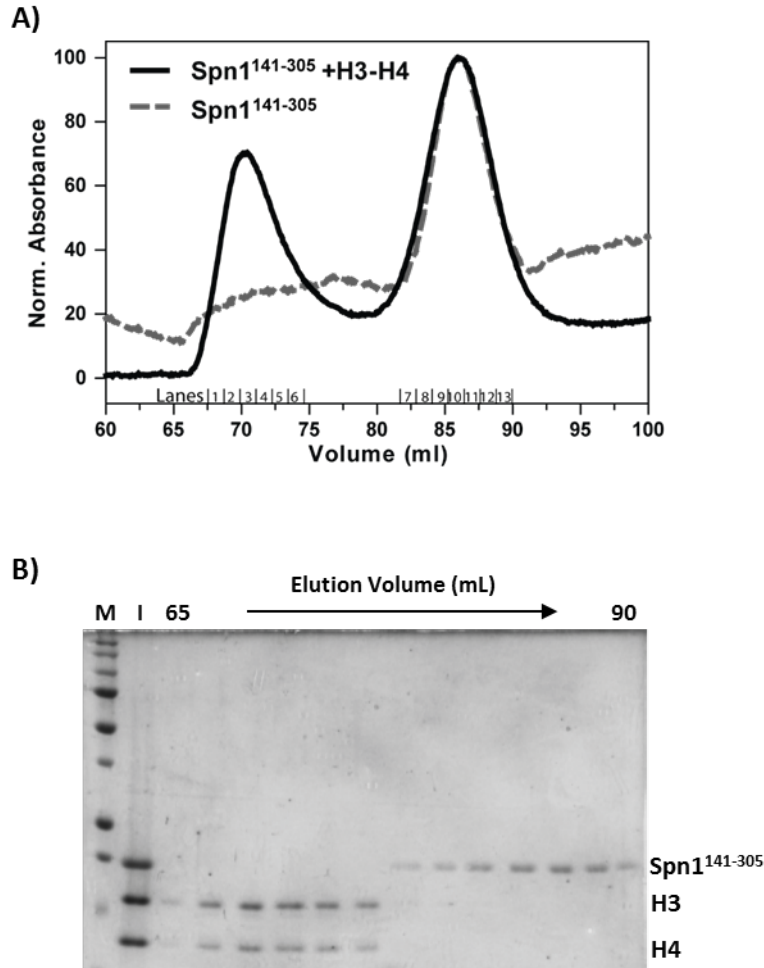 A)
Spn1¹⁴¹⁻³⁰⁵ +H3-H4
Spn1¹⁴¹⁻³⁰⁵
Norm. Absorbance
100
80
60
40
20
0
Lanes |1|2|3|4|5|6| |7|8|9|10|11|12|13|
60 65 70 75 80 85 90 95 100
Volume (ml)
B)
Elution Volume (mL)
M I 65 90
Spn1¹⁴¹⁻³⁰⁵
H3
H4